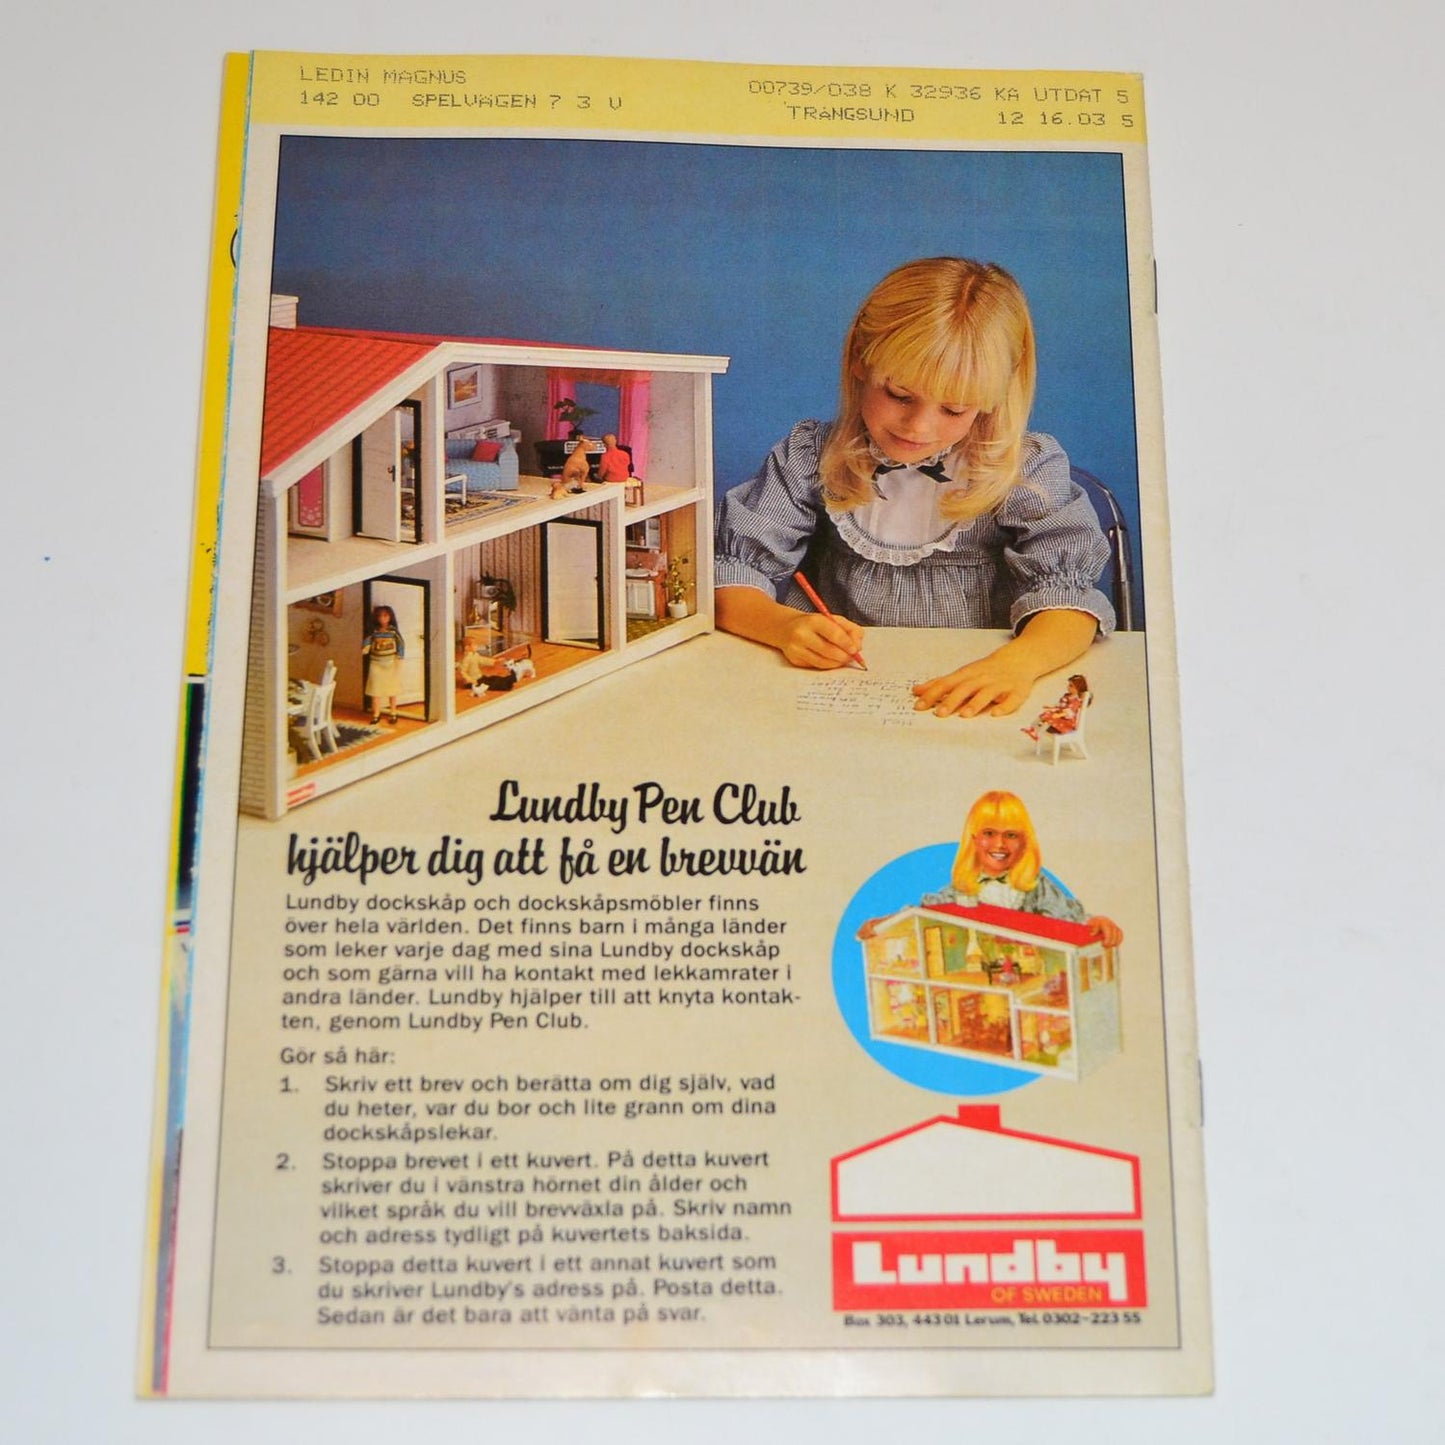 LEDIN MAGNUS
142 00 SPELVÄGEN 7 3 V
00739/038 K 32936 KA UTDAT 5
TRÅNGSUND 12 16.03 5
Lundby Pen Club
hjälper dig att få en brevvän
Lundby dockskåp och dockskåpsmöbler finns
över hela världen. Det finns barn i många länder
som leker varje dag med sina Lundby dockskåp
och som gärna vill ha kontakt med lekkamrater i
andra länder. Lundby hjälper till att knyta kontak-
ten, genom Lundby Pen Club.
Gör så här:
1. Skriv ett brev och berätta om dig själv, vad
du heter, var du bor och lite grann om dina
dockskåpslekar.
2. Stoppa brevet i ett kuvert. På detta kuvert
skriver du i vänstra hörnet din ålder och
vilket språk du vill brevväxla på. Skriv namn
och adress tydligt på kuvertets baksida.
3. Stoppa detta kuvert i ett annat kuvert som
du skriver Lundby's adress på. Posta detta.
Sedan är det bara att vänta på svar.
Lundby
OF SWEDEN
Box 303, 443 01 Lerum, Tel. 0302-223 55